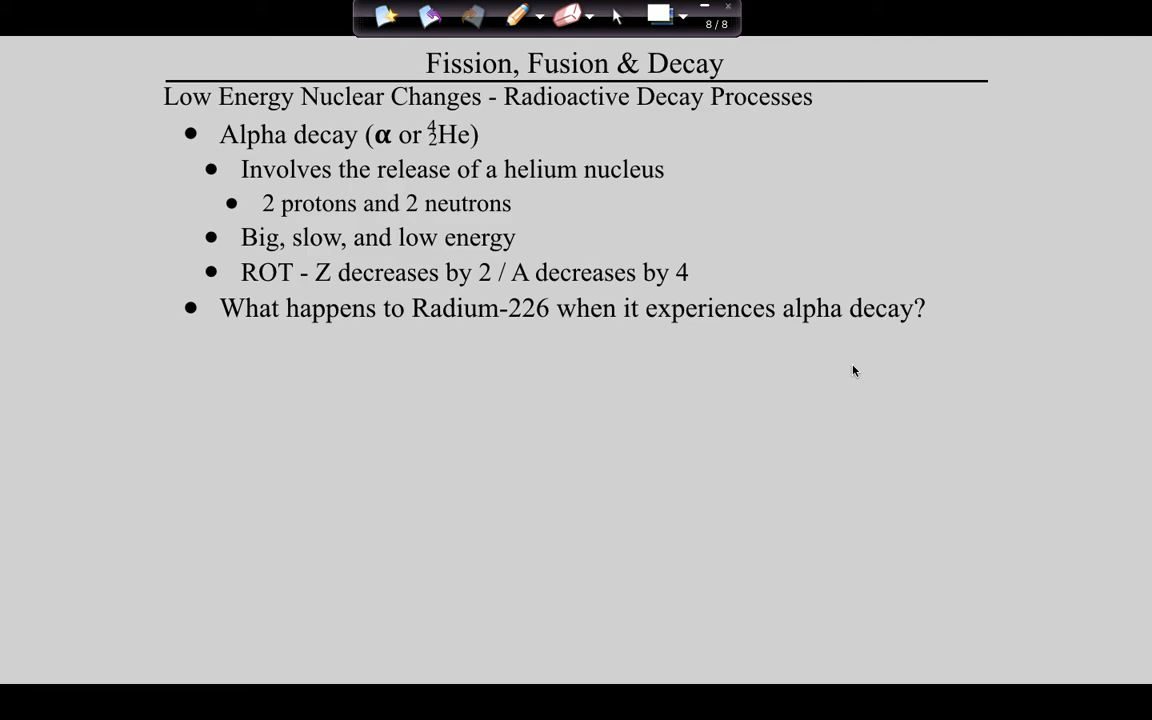 8 / 8
Fission, Fusion & Decay
Low Energy Nuclear Changes - Radioactive Decay Processes
● Alpha decay (α or ⁴₂He)
● Involves the release of a helium nucleus
● 2 protons and 2 neutrons
● Big, slow, and low energy
● ROT - Z decreases by 2 / A decreases by 4
● What happens to Radium-226 when it experiences alpha decay?